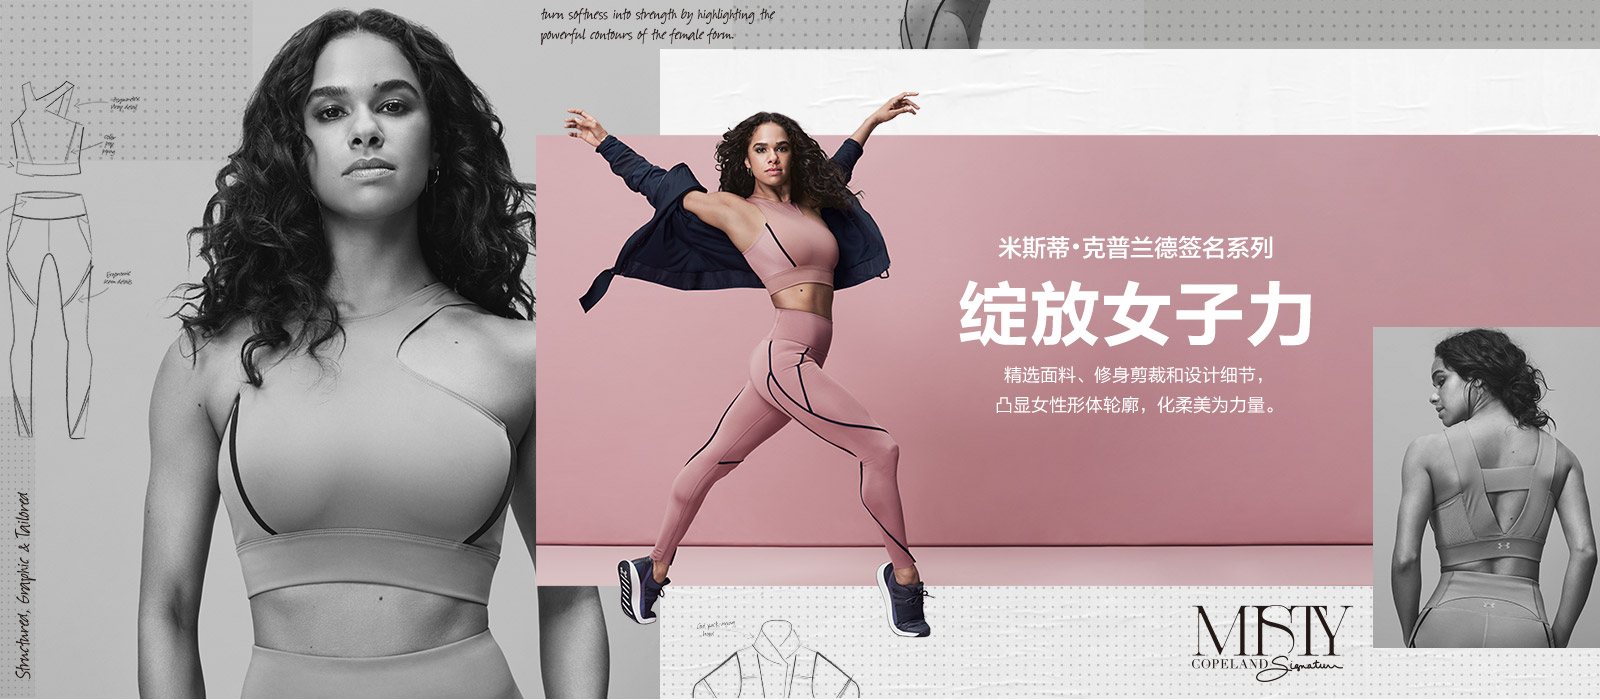 turn softness into strength by highlighting the
powerful contours of the female form.
Asymmetric
strap detail
color
pop
piping
Ergonomic
seam details
Structured, Graphic & Tailored
米斯蒂·克普兰德签名系列
绽放女子力
精选面料、修身剪裁和设计细节，
凸显女性形体轮廓，化柔美为力量。
MISTY
COPELAND Signature